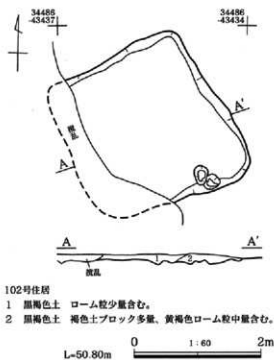 34486
-43437
34486
-43434
撹乱
A
A'
A
A'
撹乱
1
2
102号住居
1 黒褐色土 ローム粒少量含む。
2 黒褐色土 褐色土ブロック多量、黄褐色ローム粒中量含む。
L=50.80m
0
1:60
2m